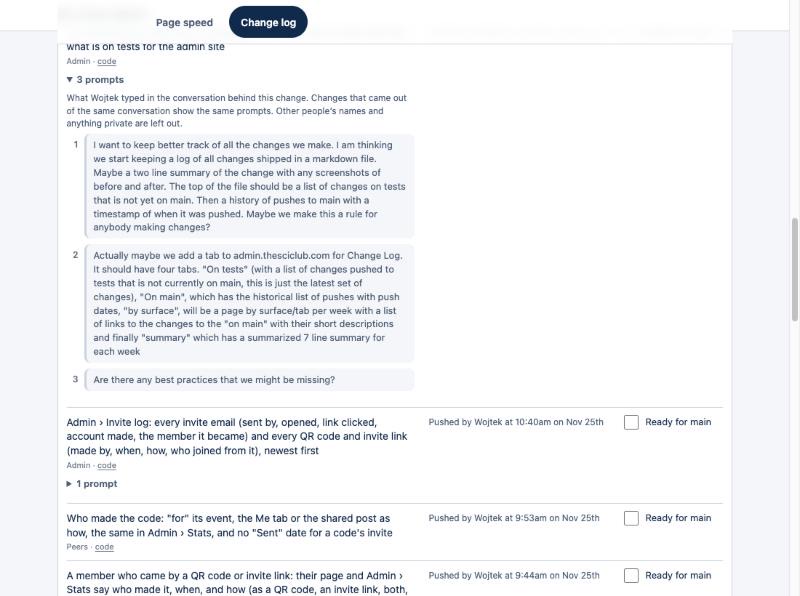 Page speed
Change log
what is on tests for the admin site
Admin · code
▼ 3 prompts
What Wojtek typed in the conversation behind this change. Changes that came out
of the same conversation show the same prompts. Other people's names and
anything private are left out.
1
I want to keep better track of all the changes we make. I am thinking
we start keeping a log of all changes shipped in a markdown file.
Maybe a two line summary of the change with any screenshots of
before and after. The top of the file should be a list of changes on tests
that is not yet on main. Then a history of pushes to main with a
timestamp of when it was pushed. Maybe we make this a rule for
anybody making changes?
2
Actually maybe we add a tab to admin.thesciclub.com for Change Log.
It should have four tabs. "On tests" (with a list of changes pushed to
tests that is not currently on main, this is just the latest set of
changes), "On main", which has the historical list of pushes with push
dates, "by surface", will be a page by surface/tab per week with a list
of links to the changes to the "on main" with their short descriptions
and finally "summary" which has a summarized 7 line summary for
each week
3
Are there any best practices that we might be missing?
Admin › Invite log: every invite email (sent by, opened, link clicked,
account made, the member it became) and every QR code and invite link
(made by, when, how, who joined from it), newest first
Admin · code
▶ 1 prompt
Pushed by Wojtek at 10:40am on Nov 25th
Ready for main
Who made the code: "for" its event, the Me tab or the shared post as
how, the same in Admin › Stats, and no "Sent" date for a code's invite
Peers · code
Pushed by Wojtek at 9:53am on Nov 25th
Ready for main
A member who came by a QR code or invite link: their page and Admin ›
Stats say who made it, when, and how (as a QR code, an invite link, both,
Pushed by Wojtek at 9:44am on Nov 25th
Ready for main